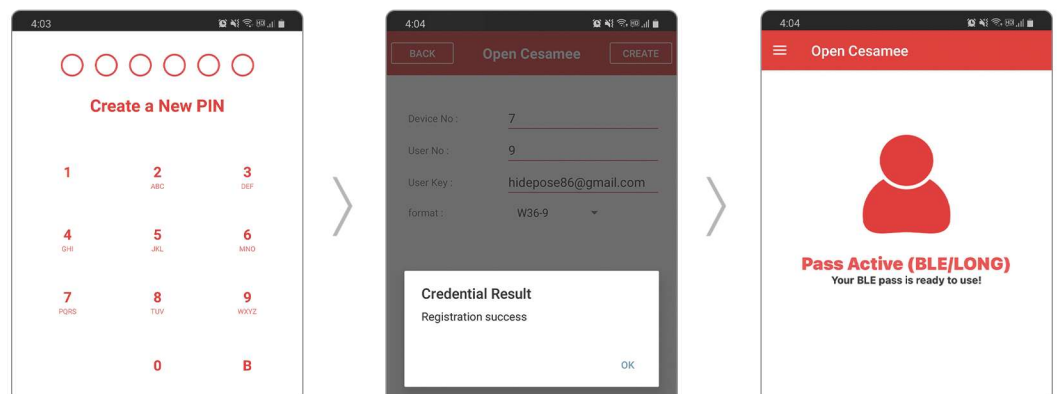 4:03
Create a New PIN
1
2
ABC
3
DEF
4
GHI
5
JKL
6
MNO
7
PQRS
8
TUV
9
WXYZ
0
B
4:04
BACK
Open Cesamee
CREATE
Device No :
7
User No :
9
User Key :
hidepose86@gmail.com
format :
W36-9
Credential Result
Registration success
OK
4:04
Open Cesamee
Pass Active (BLE/LONG)
Your BLE pass is ready to use!